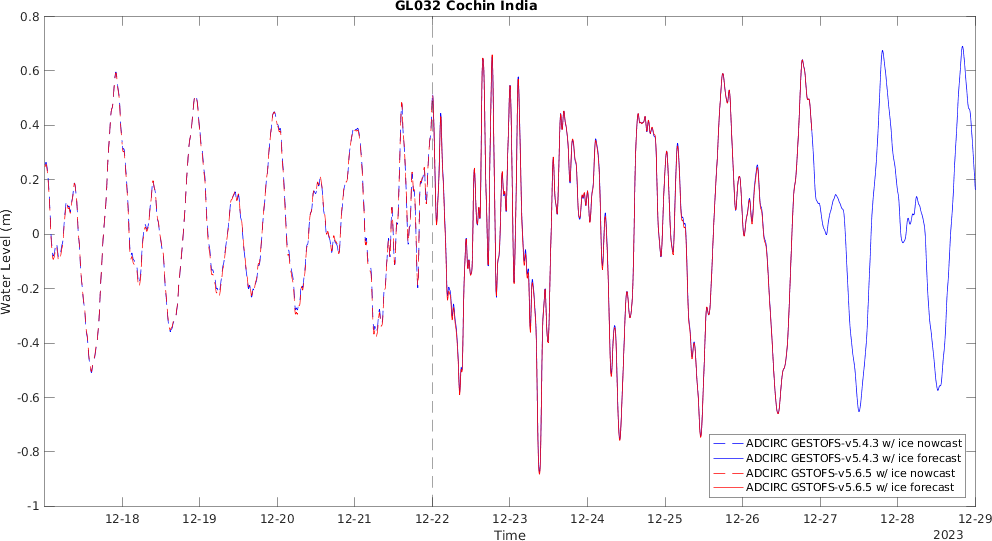 GL032 Cochin India
0.8
0.6
0.4
0.2
0
-0.2
-0.4
-0.6
-0.8
-1
Water Level (m)
12-18 12-19 12-20 12-21 12-22 12-23 12-24 12-25 12-26 12-27 12-28 12-29
Time
2023
ADCIRC GESTOFS-v5.4.3 w/ ice nowcast
ADCIRC GESTOFS-v5.4.3 w/ ice forecast
ADCIRC GSTOFS-v5.6.5 w/ ice nowcast
ADCIRC GSTOFS-v5.6.5 w/ ice forecast